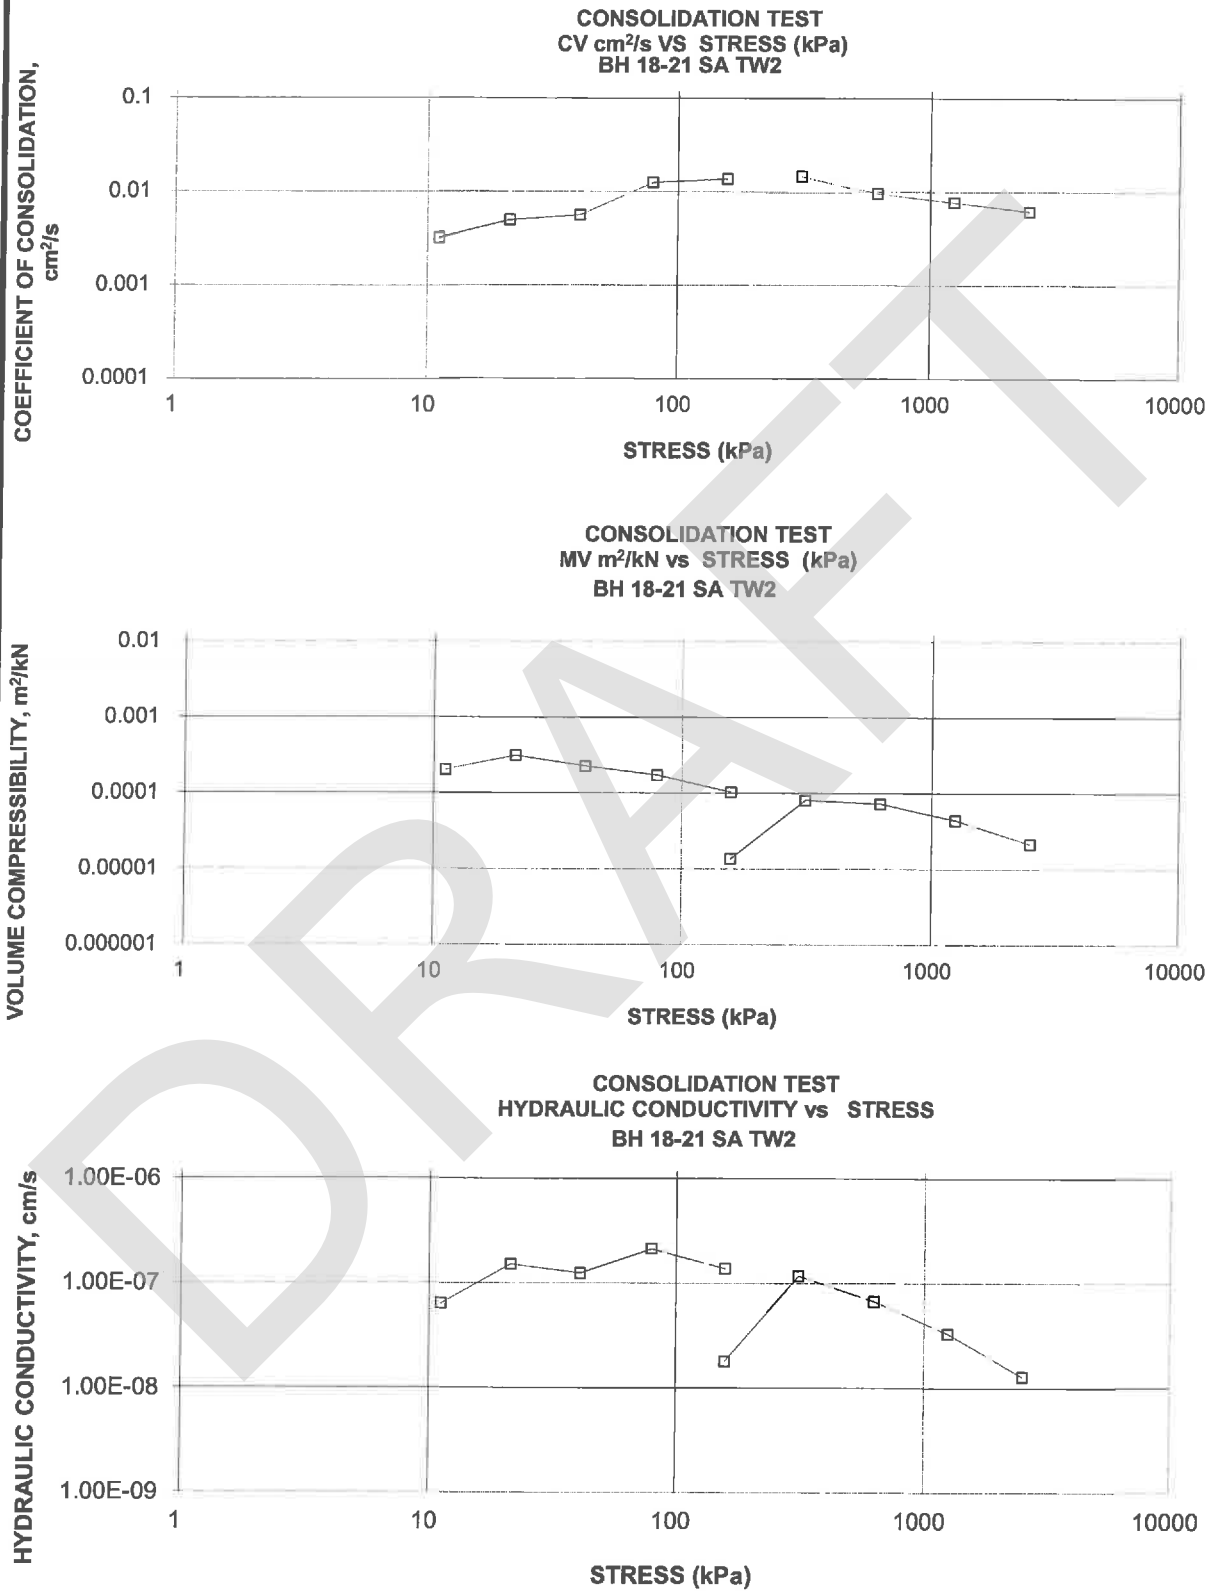 CONSOLIDATION TEST
CV cm²/s VS STRESS (kPa)
BH 18-21 SA TW2
COEFFICIENT OF CONSOLIDATION,
cm²/s
0.1
0.01
0.001
0.0001
1 10 100 1000 10000
STRESS (kPa)
CONSOLIDATION TEST
MV m²/kN vs STRESS (kPa)
BH 18-21 SA TW2
VOLUME COMPRESSIBILITY, m²/kN
0.01
0.001
0.0001
0.00001
0.000001
1 10 100 1000 10000
STRESS (kPa)
CONSOLIDATION TEST
HYDRAULIC CONDUCTIVITY vs STRESS
BH 18-21 SA TW2
HYDRAULIC CONDUCTIVITY, cm/s
1.00E-06
1.00E-07
1.00E-08
1.00E-09
1 10 100 1000 10000
STRESS (kPa)
DRAFT